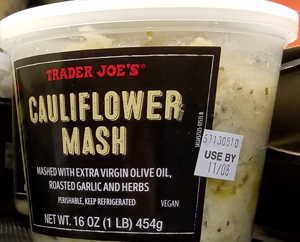 TRADER JOE'S®
CAULIFLOWER
MASH
MASHED WITH EXTRA VIRGIN OLIVE OIL,
ROASTED GARLIC AND HERBS
PERISHABLE, KEEP REFRIGERATED VEGAN
NET WT. 16 OZ (1 LB) 454g
USE BY
11/03